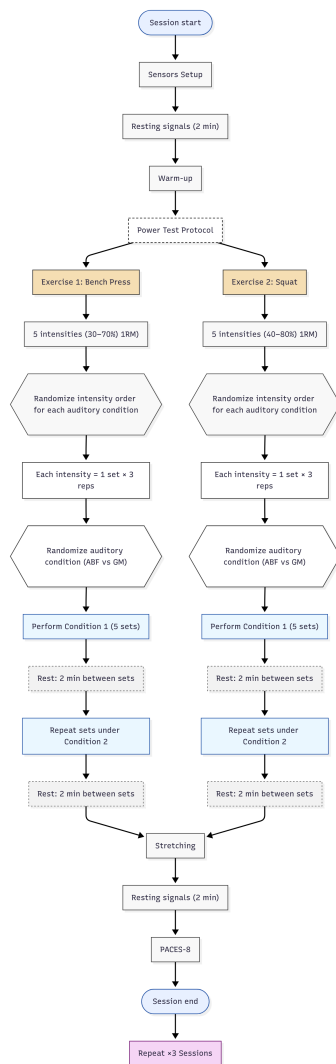 Session start
Sensors Setup
Resting signals (2 min)
Warm-up
Power Test Protocol
Exercise 1: Bench Press
5 intensities (30–70%) 1RM)
Randomize intensity order
for each auditory condition
Each intensity = 1 set × 3
reps
Randomize auditory
condition (ABF vs GM)
Perform Condition 1 (5 sets)
Rest: 2 min between sets
Repeat sets under
Condition 2
Rest: 2 min between sets
Exercise 2: Squat
5 intensities (40–80%) 1RM)
Randomize intensity order
for each auditory condition
Each intensity = 1 set × 3
reps
Randomize auditory
condition (ABF vs GM)
Perform Condition 1 (5 sets)
Rest: 2 min between sets
Repeat sets under
Condition 2
Rest: 2 min between sets
Stretching
Resting signals (2 min)
PACES-8
Session end
Repeat ×3 Sessions